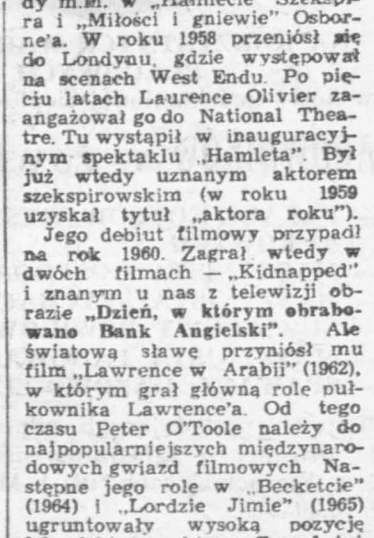 dy m.in. w „Hamlecie" Szekspi-
ra i „Miłości i gniewie" Osbor-
ne'a. W roku 1958 przeniósł się
do Londynu, gdzie występował
na scenach West Endu. Po pię-
ciu latach Laurence Olivier za-
angażował go do National Thea-
tre. Tu wystąpił w inauguracyj-
nym spektaklu „Hamleta". Był
już wtedy uznanym aktorem
szekspirowskim (w roku 1959
uzyskał tytuł „aktora roku").
Jego debiut filmowy przypadł
na rok 1960. Zagrał wtedy w
dwóch filmach — „Kidnapped"
i znanym u nas z telewizji ob-
razie „Dzień, w którym obrabo-
wano Bank Angielski". Ale
światową sławę przyniósł mu
film „Lawrence w Arabii" (1962),
w którym grał główną role puł-
kownika Lawrence'a. Od tego
czasu Peter O'Toole należy do
najpopularniejszych międzynaro-
dowych gwiazd filmowych Na-
stępne jego role w „Becketcie"
(1964) i „Lordzie Jimie" (1965)
ugruntowały wysoką pozycję